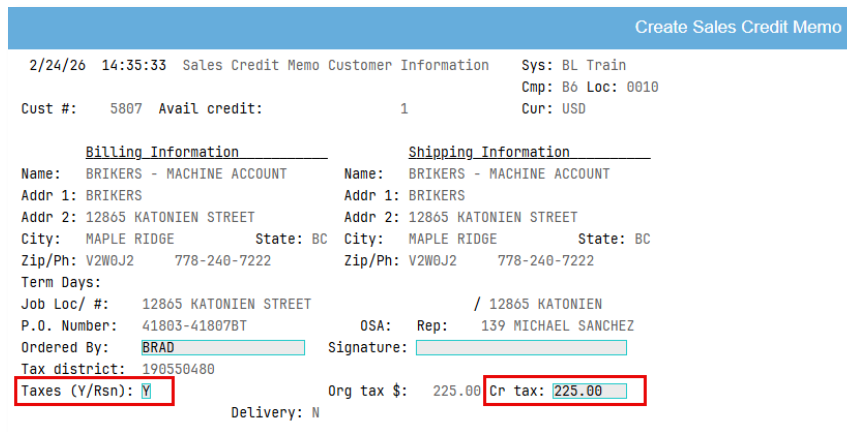 Create Sales Credit Memo
2/24/26 14:35:33 Sales Credit Memo Customer Information Sys: BL Train
Cmp: B6 Loc: 0010
Cust #: 5807 Avail credit: 1 Cur: USD
Billing Information Shipping Information
Name: BRIKERS - MACHINE ACCOUNT Name: BRIKERS - MACHINE ACCOUNT
Addr 1: BRIKERS Addr 1: BRIKERS
Addr 2: 12865 KATONIEN STREET Addr 2: 12865 KATONIEN STREET
City: MAPLE RIDGE State: BC City: MAPLE RIDGE State: BC
Zip/Ph: V2W0J2 778-240-7222 Zip/Ph: V2W0J2 778-240-7222
Term Days:
Job Loc/ #: 12865 KATONIEN STREET / 12865 KATONIEN
P.O. Number: 41803-41807BT OSA: Rep: 139 MICHAEL SANCHEZ
Ordered By: BRAD Signature:
Tax district: 190550480
Taxes (Y/Rsn): Y Org tax $: 225.00 Cr tax: 225.00
Delivery: N